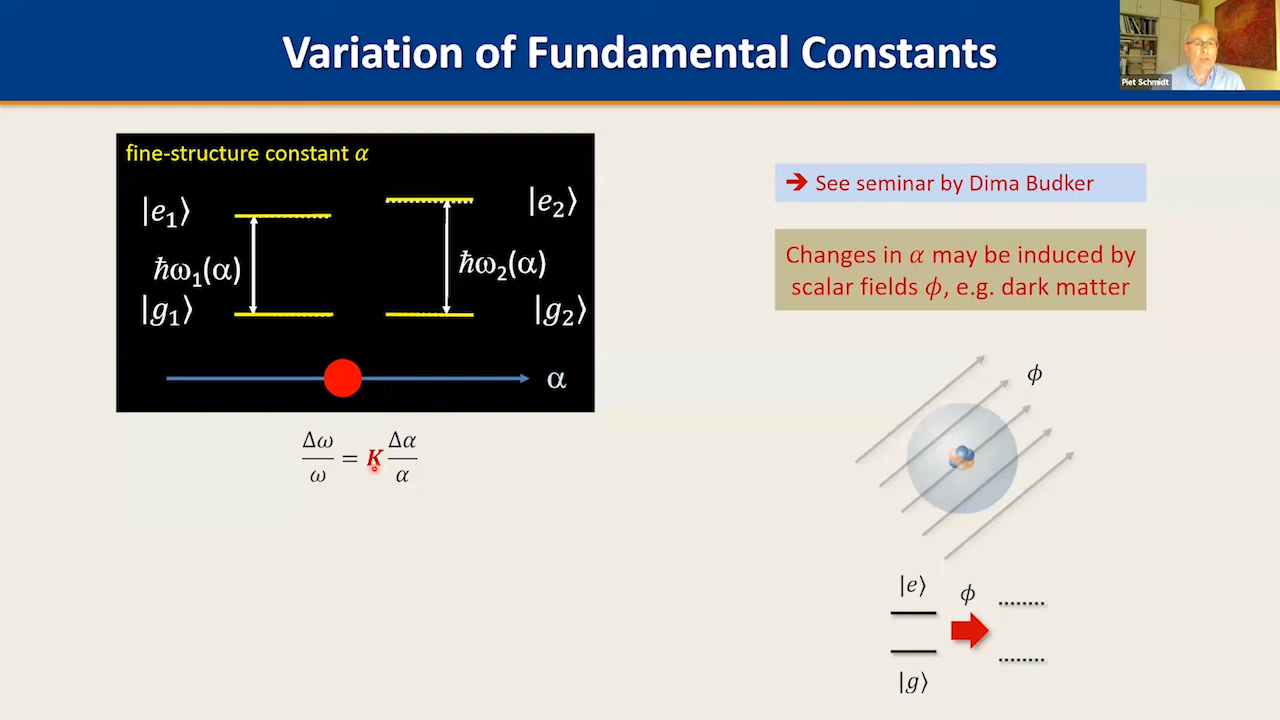 Variation of Fundamental Constants
Piet Schmidt
fine-structure constant α
|e₁⟩
|e₂⟩
ħω₁(α)
ħω₂(α)
|g₁⟩
|g₂⟩
α
Δω/ω = K Δα/α
➔ See seminar by Dima Budker
Changes in α may be induced by
scalar fields ϕ, e.g. dark matter
ϕ
|e⟩
ϕ
|g⟩